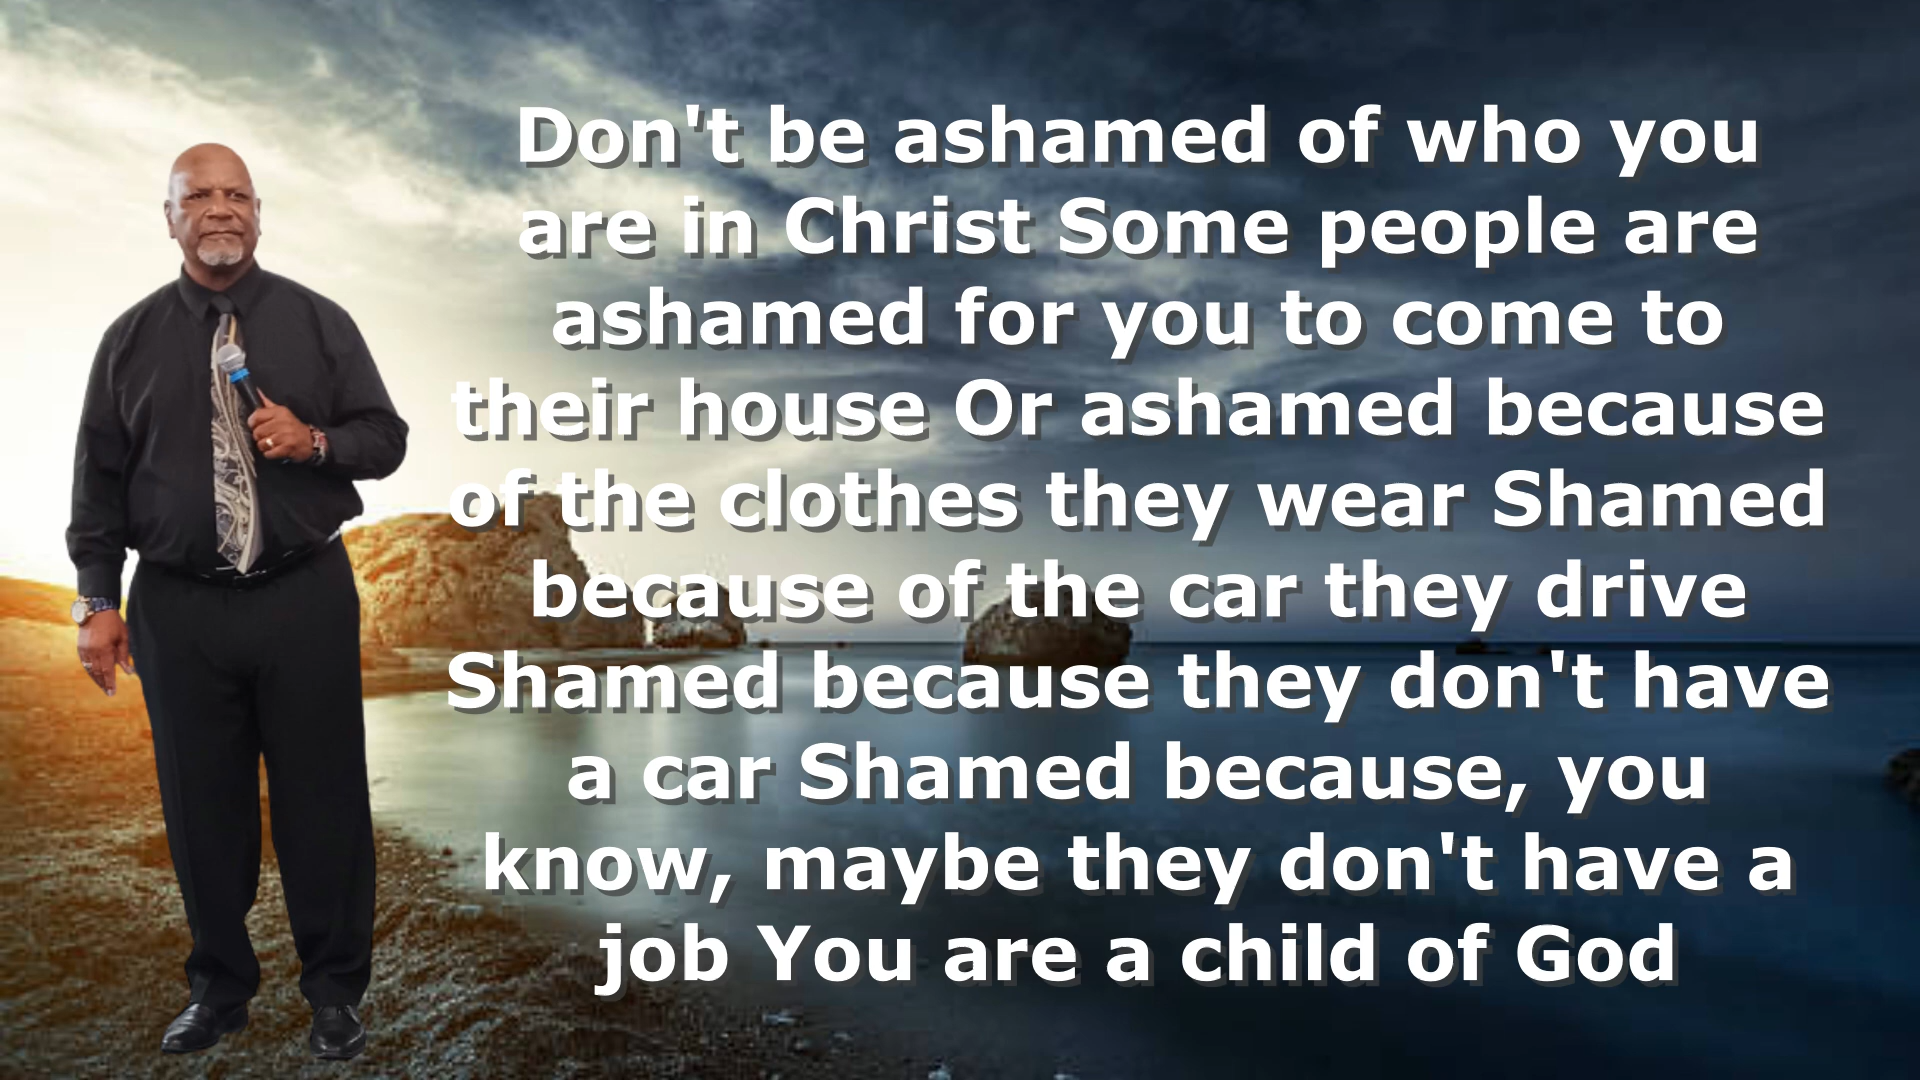 Don't be ashamed of who you
are in Christ Some people are
ashamed for you to come to
their house Or ashamed because
of the clothes they wear Shamed
because of the car they drive
Shamed because they don't have
a car Shamed because, you
know, maybe they don't have a
job You are a child of God